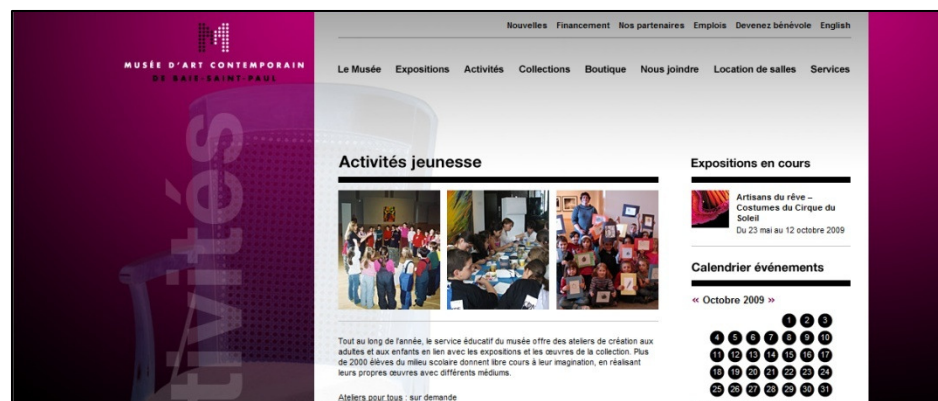 Nouvelles Financement Nos partenaires Emplois Devenez bénévole English
MUSÉE D'ART CONTEMPORAIN
DE BAIE-SAINT-PAUL
Le Musée Expositions Activités Collections Boutique Nous joindre Location de salles Services
tivités
Activités jeunesse
Tout au long de l'année, le service éducatif du musée offre des ateliers de création aux
adultes et aux enfants en lien avec les expositions et les œuvres de la collection. Plus
de 2000 élèves du milieu scolaire donnent libre cours à leur imagination, en réalisant
leurs propres œuvres avec différents médiums.
Ateliers pour tous : sur demande
Expositions en cours
Artisans du rêve –
Costumes du Cirque du
Soleil
Du 23 mai au 12 octobre 2009
Calendrier événements
« Octobre 2009 »
1 2 3
4 5 6 7 8 9 10
11 12 13 14 15 16 17
18 19 20 21 22 23 24
25 26 27 28 29 30 31